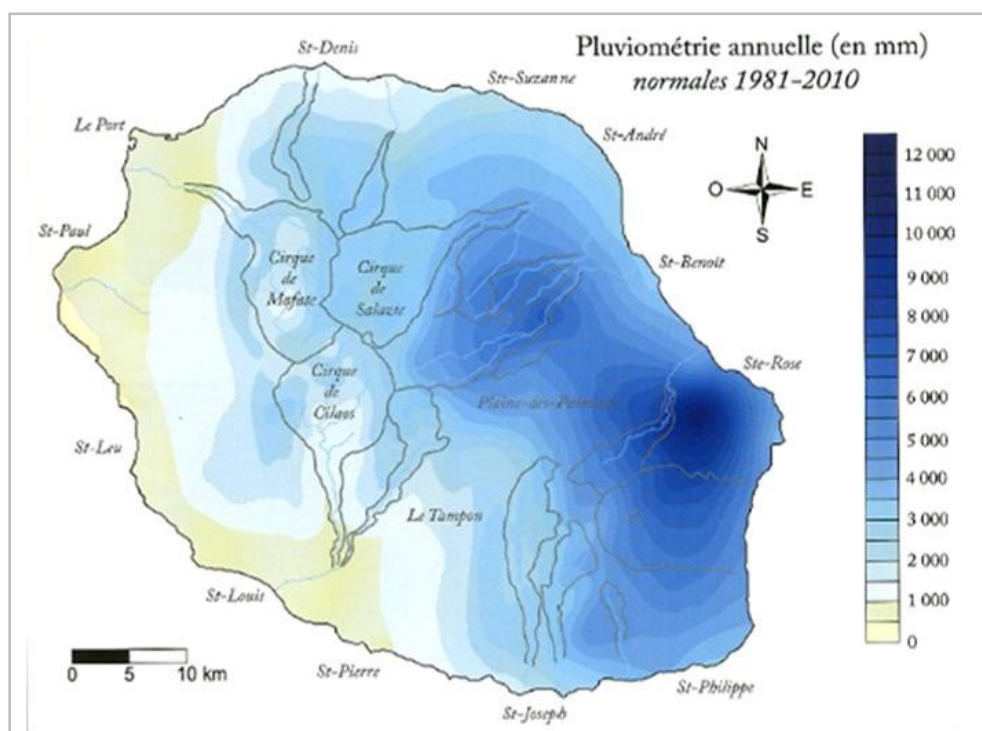 Pluviométrie annuelle (en mm)
normales 1981-2010
St-Denis
Ste-Suzanne
Le Port
St-André
N
O
E
S
St-Paul
St-Benoît
Cirque
de
Mafate
Cirque
de
Salazie
Cirque
de
Cilaos
Ste-Rose
Plaine-des-Palmistes
St-Leu
Le Tampon
St-Louis
St-Pierre
St-Joseph
St-Philippe
12 000
11 000
10 000
9 000
8 000
7 000
6 000
5 000
4 000
3 000
2 000
1 000
0
0 5 10 km